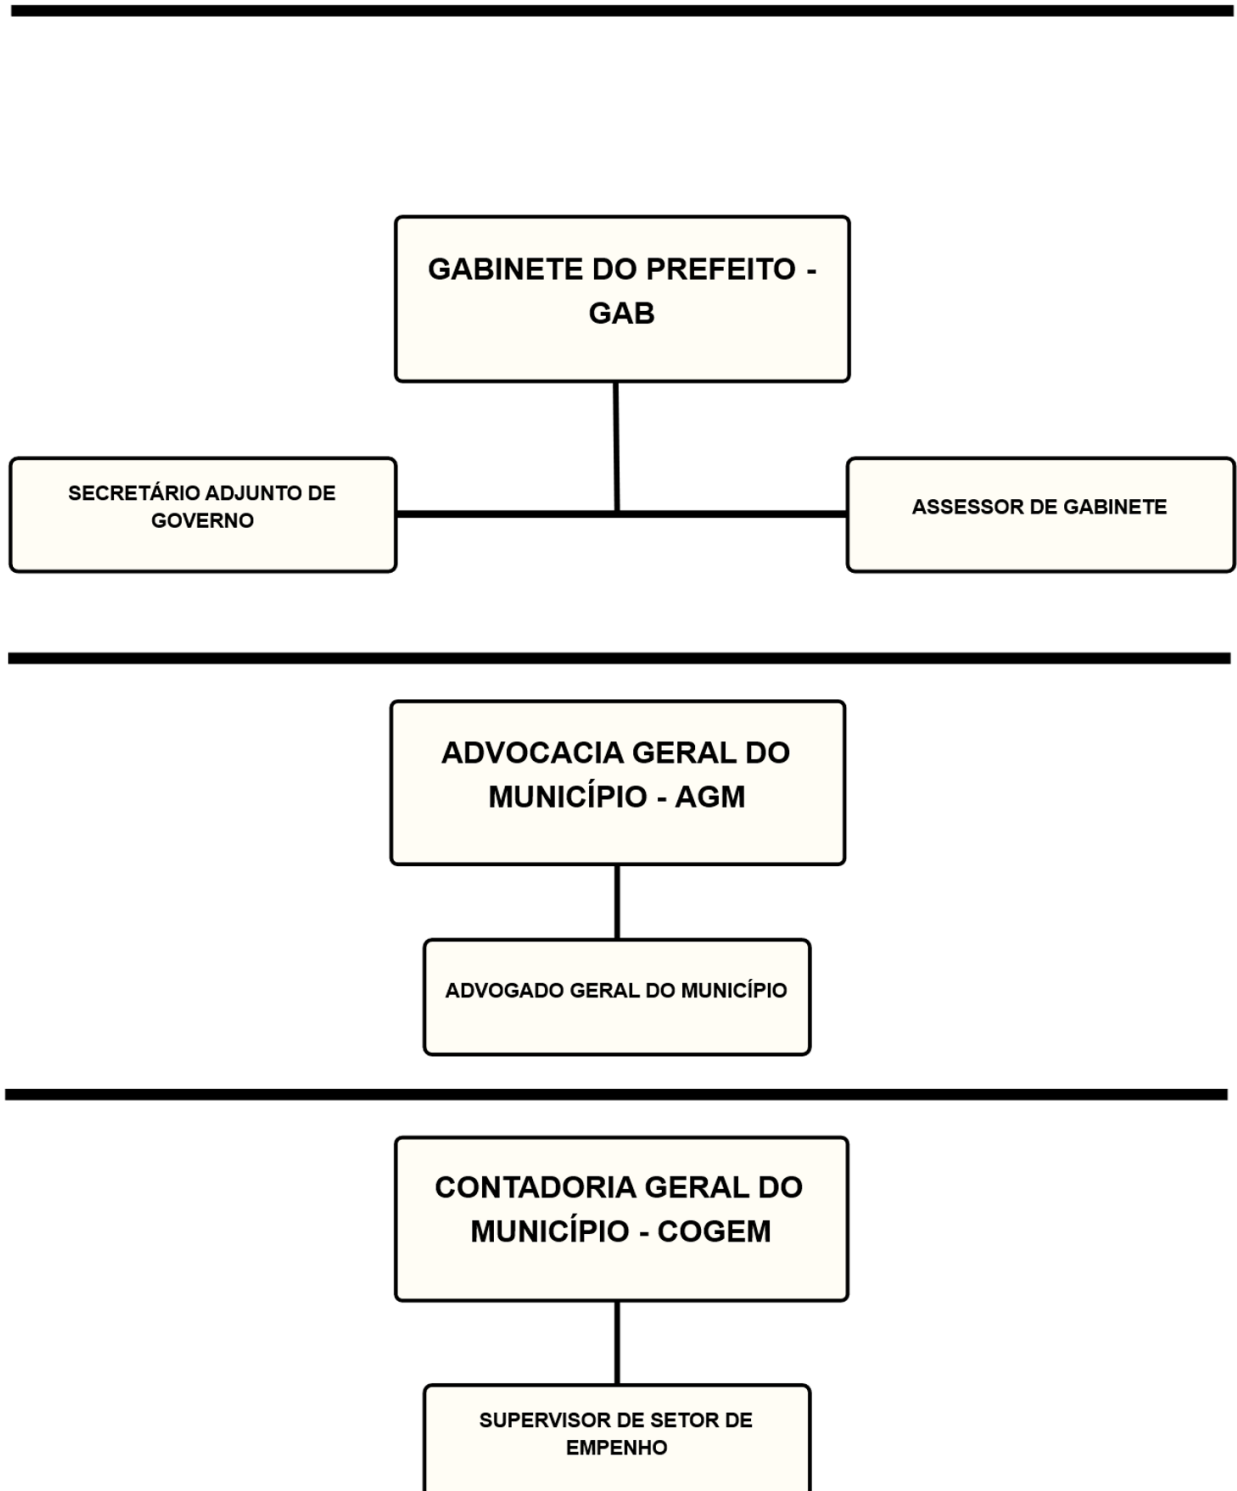 GABINETE DO PREFEITO -
GAB
SECRETÁRIO ADJUNTO DE
GOVERNO
ASSESSOR DE GABINETE
ADVOCACIA GERAL DO
MUNICÍPIO - AGM
ADVOGADO GERAL DO MUNICÍPIO
CONTADORIA GERAL DO
MUNICÍPIO - COGEM
SUPERVISOR DE SETOR DE
EMPENHO